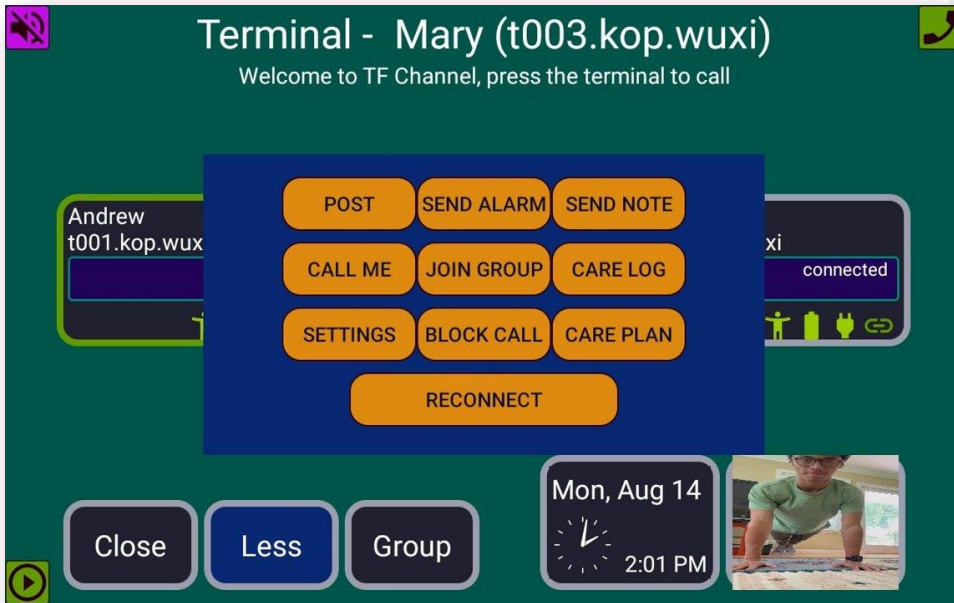 Terminal -  Mary (t003.kop.wuxi)
Welcome to TF Channel, press the terminal to call
Andrew
t001.kop.wux
xi
connected
POST
SEND ALARM
SEND NOTE
CALL ME
JOIN GROUP
CARE LOG
SETTINGS
BLOCK CALL
CARE PLAN
RECONNECT
Close
Less
Group
Mon, Aug 14
2:01 PM